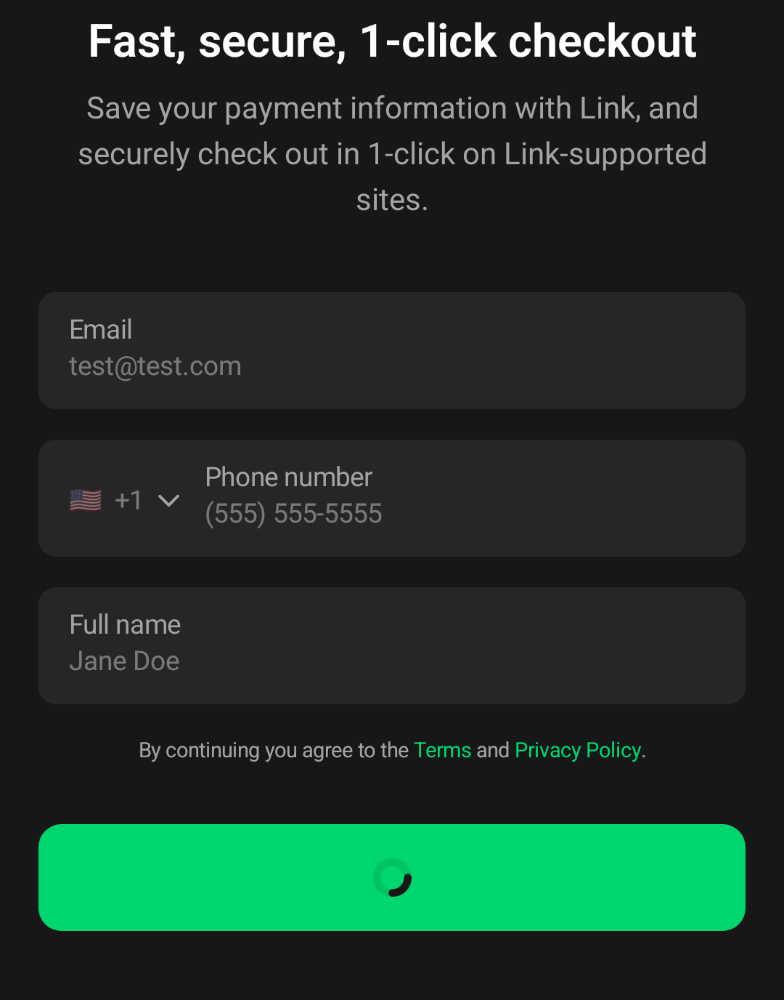 Fast, secure, 1-click checkout
Save your payment information with Link, and
securely check out in 1-click on Link-supported
sites.
Email
test@test.com
+1
Phone number
(555) 555-5555
Full name
Jane Doe
By continuing you agree to the Terms and Privacy Policy.